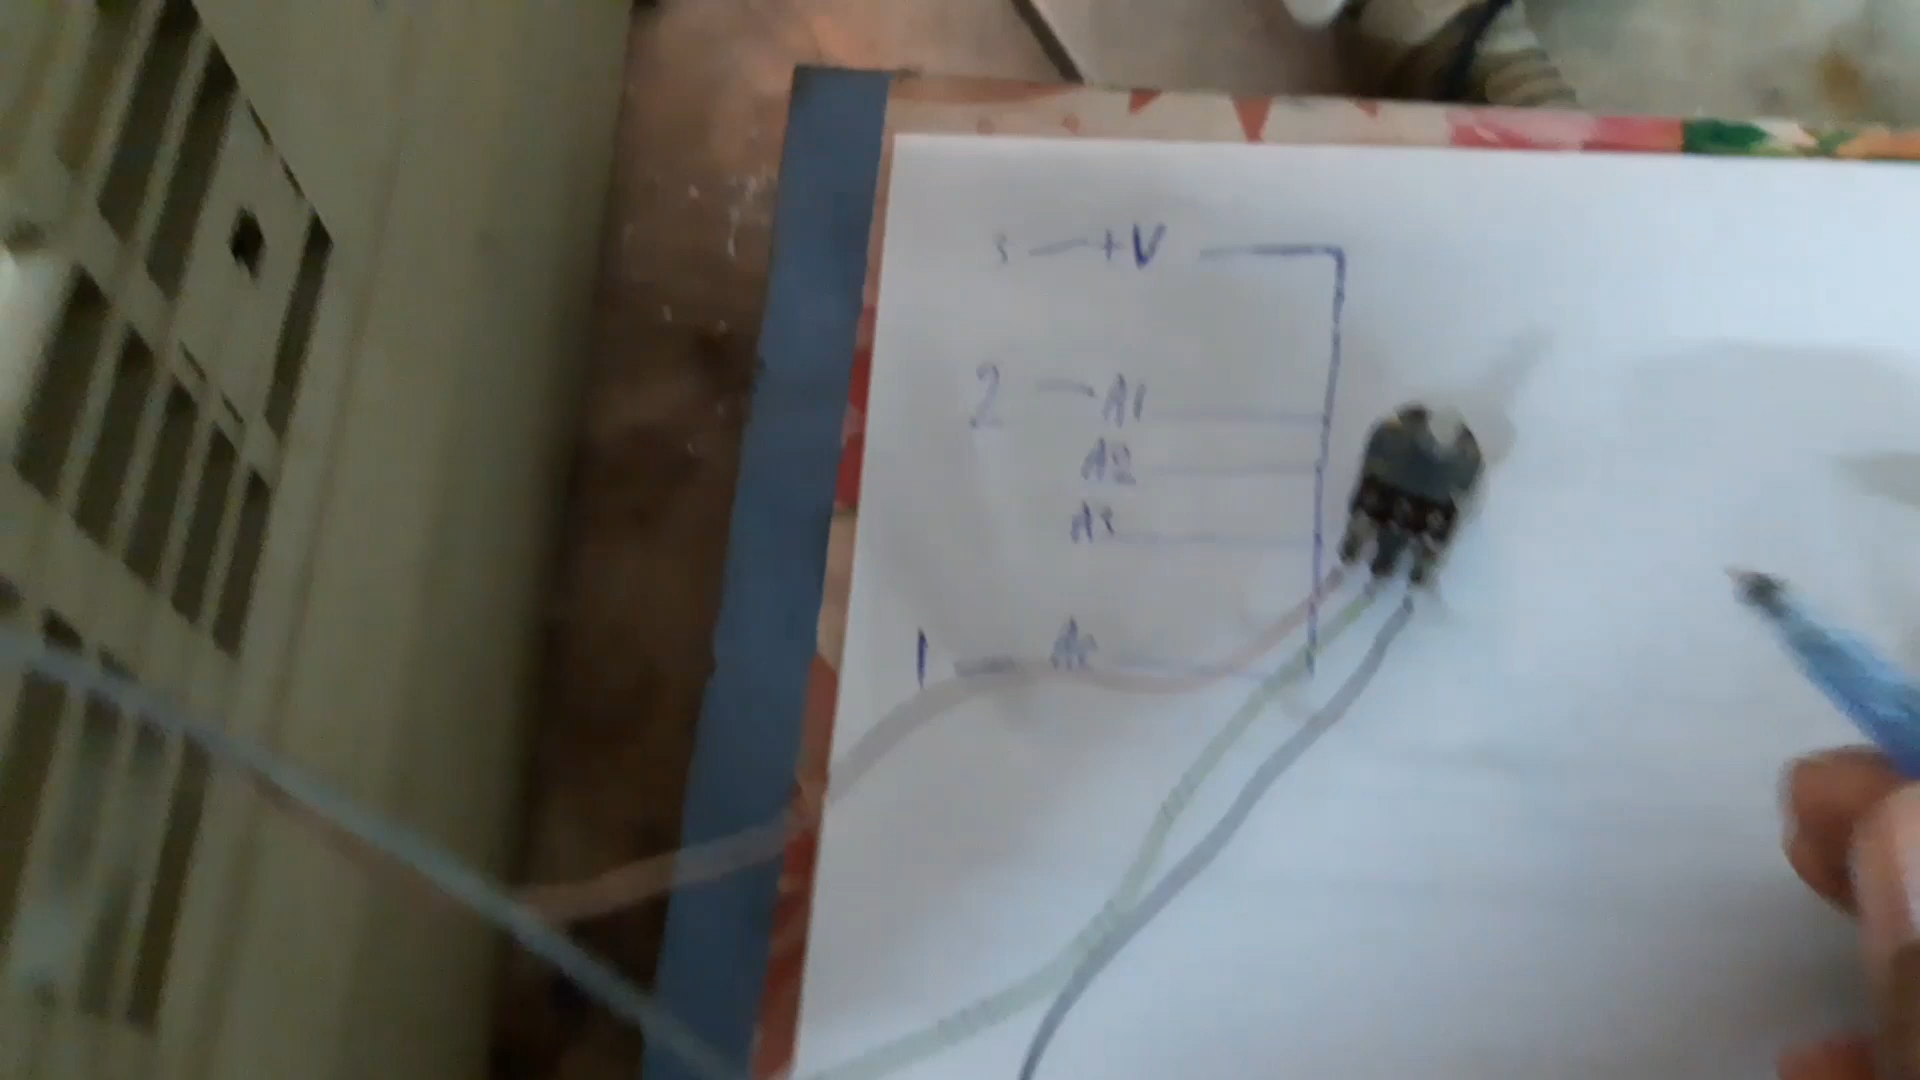 3 — +V
2 — A1
A2
A3
1 —